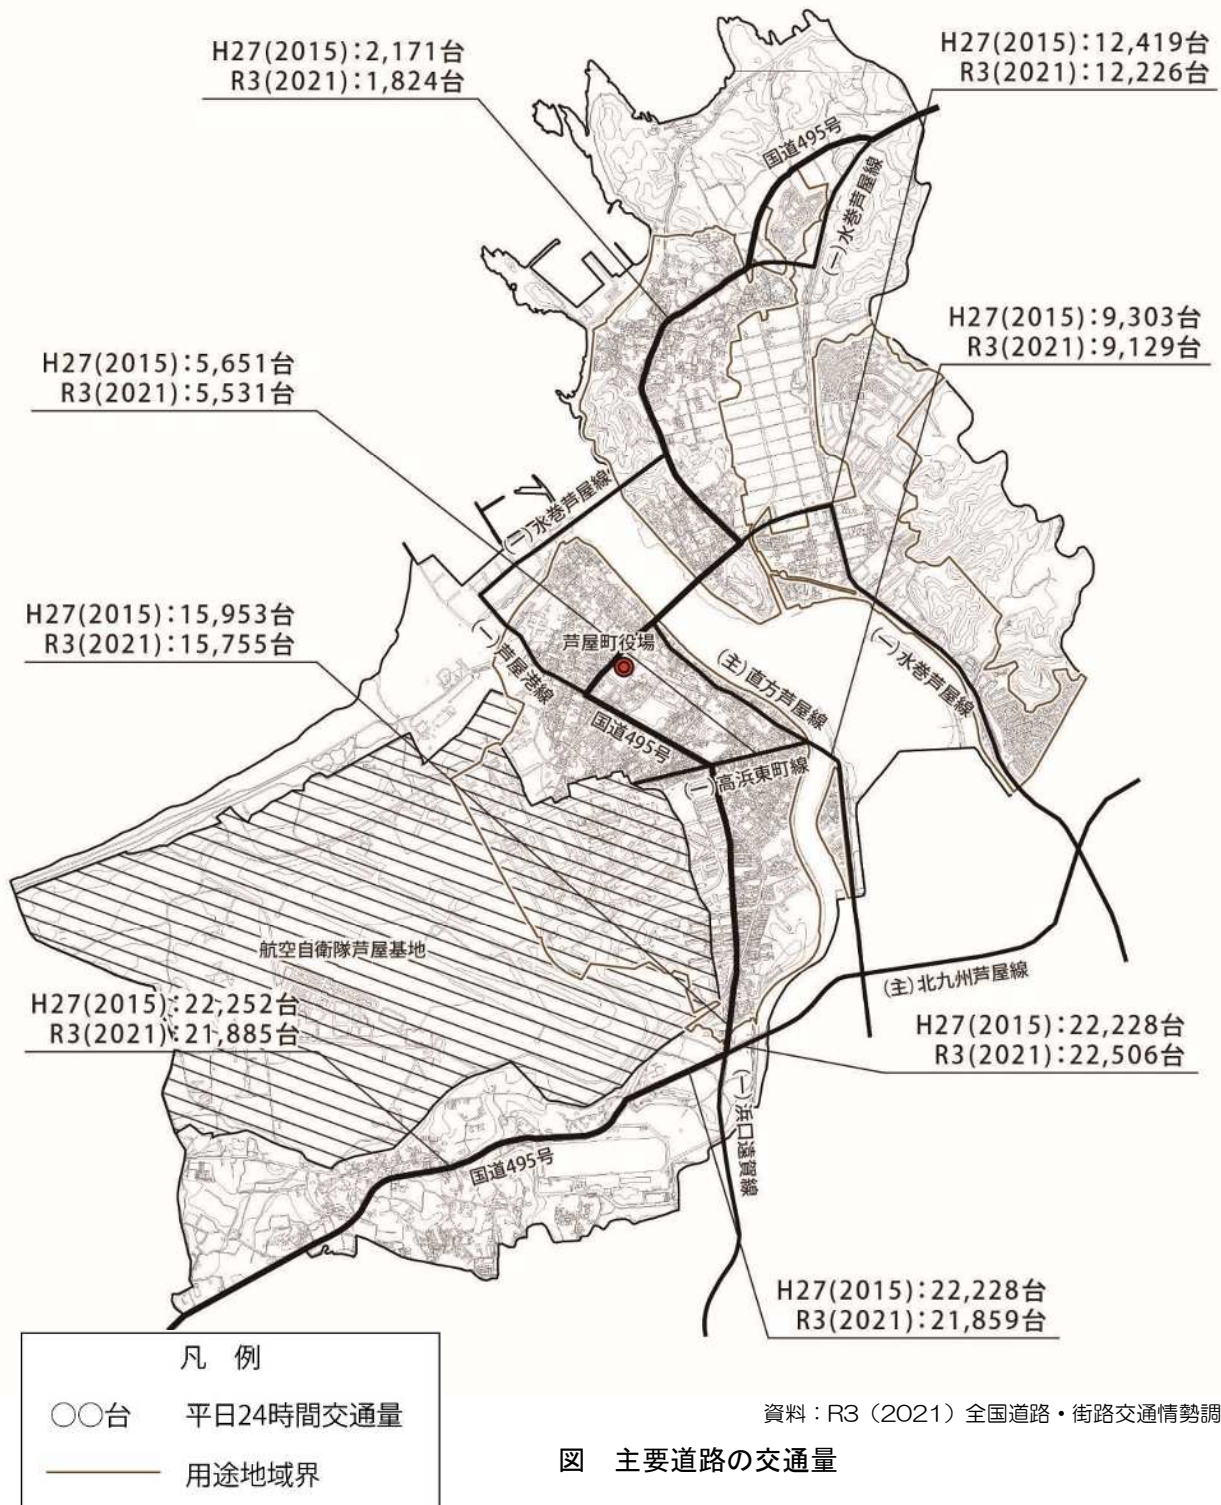 H27(2015):2,171台
R3(2021):1,824台
H27(2015):12,419台
R3(2021):12,226台
国道495号
(一)水巻芦屋線
H27(2015):9,303台
R3(2021):9,129台
H27(2015):5,651台
R3(2021):5,531台
(一)水巻芦屋線
H27(2015):15,953台
R3(2021):15,755台
芦屋町役場
(一)芦屋港線
(主)直方芦屋線
(一)水巻芦屋線
国道495号
(一)高浜東町線
航空自衛隊芦屋基地
(主)北九州芦屋線
H27(2015):22,252台
R3(2021):21,885台
H27(2015):22,228台
R3(2021):22,506台
(一)浜口遠賀線
国道495号
H27(2015):22,228台
R3(2021):21,859台
凡 例
○○台 平日24時間交通量
用途地域界
資料：R3（2021）全国道路・街路交通情勢調
図 主要道路の交通量